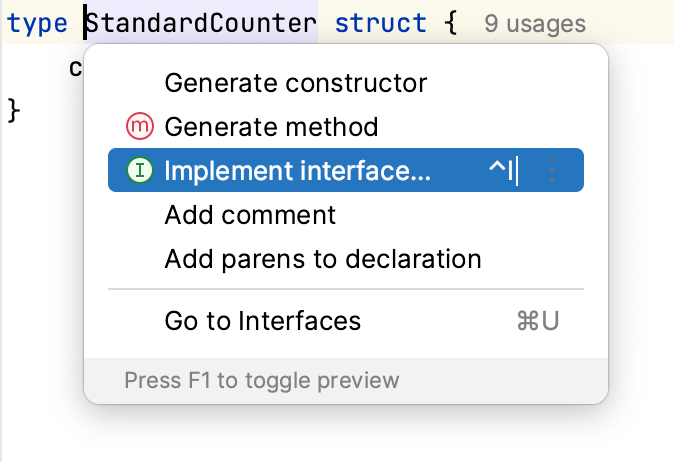 type StandardCounter struct { 9 usages
c
}
Generate constructor
m Generate method
I Implement interface... ^I
Add comment
Add parens to declaration
Go to Interfaces ⌘U
Press F1 to toggle preview